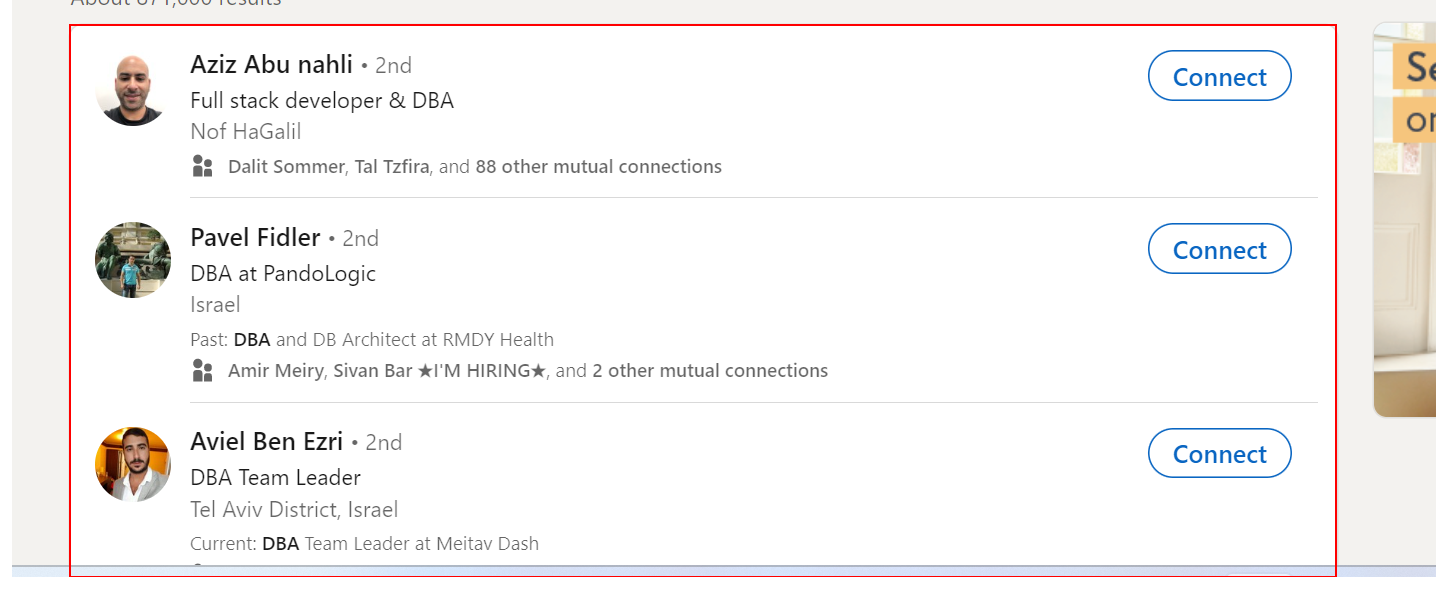 About 871,000 results
Aziz Abu nahli • 2nd
Connect
Full stack developer & DBA
Nof HaGalil
Dalit Sommer, Tal Tzfira, and 88 other mutual connections
Pavel Fidler • 2nd
Connect
DBA at PandoLogic
Israel
Past: DBA and DB Architect at RMDY Health
Amir Meiry, Sivan Bar ★I'M HIRING★, and 2 other mutual connections
Aviel Ben Ezri • 2nd
Connect
DBA Team Leader
Tel Aviv District, Israel
Current: DBA Team Leader at Meitav Dash